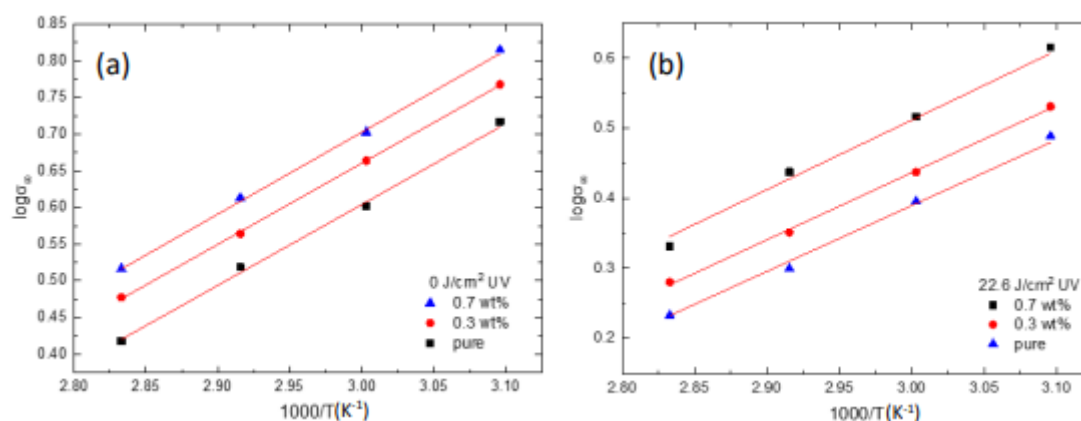 (a)
0.85
0.80
0.75
0.70
0.65
0.60
0.55
0.50
0.45
0.40
logσ∞
0 J/cm² UV
0.7 wt%
0.3 wt%
pure
2.80 2.85 2.90 2.95 3.00 3.05 3.10
1000/T(K⁻¹)
(b)
0.6
0.5
0.4
0.3
0.2
logσ∞
22.6 J/cm² UV
0.7 wt%
0.3 wt%
pure
2.80 2.85 2.90 2.95 3.00 3.05 3.10
1000/T(K⁻¹)